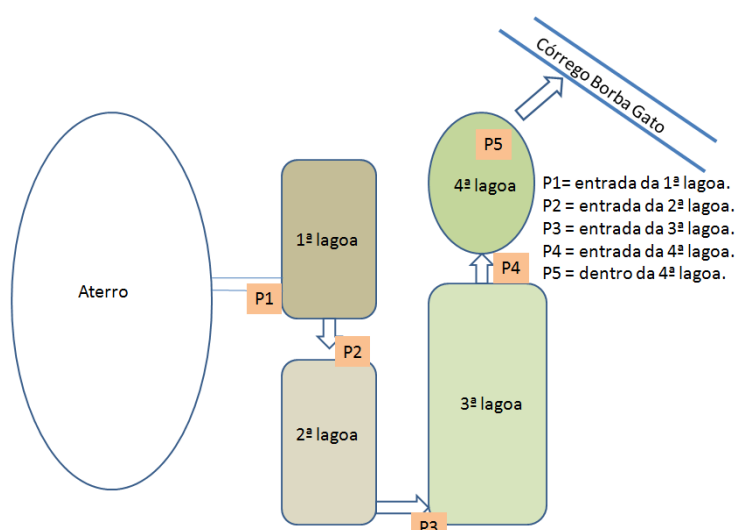 Córrego Borba Gato
P5
4ª lagoa
P1= entrada da 1ª lagoa.
P2 = entrada da 2ª lagoa.
P3 = entrada da 3ª lagoa.
P4 = entrada da 4ª lagoa.
P5 = dentro da 4ª lagoa.
1ª lagoa
Aterro
P1
P4
P2
3ª lagoa
2ª lagoa
P3